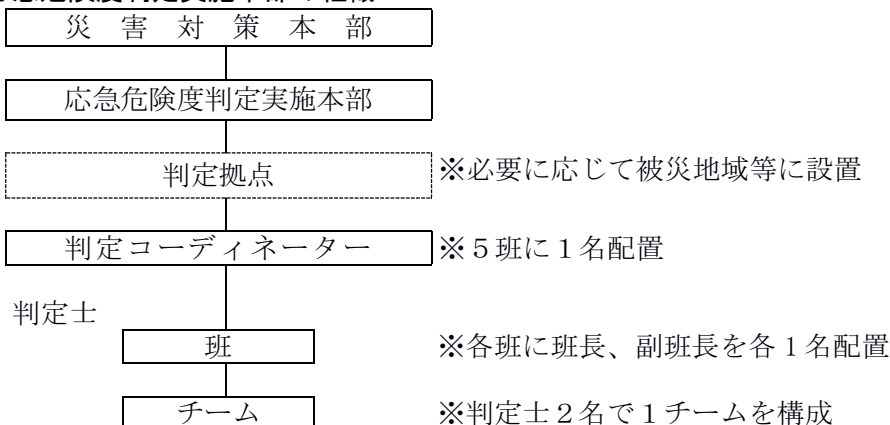 災害対策本部
応急危険度判定実施本部
判定拠点
※必要に応じて被災地域等に設置
判定コーディネーター
※５班に１名配置
判定士
班
※各班に班長、副班長を各１名配置
チーム
※判定士２名で１チームを構成